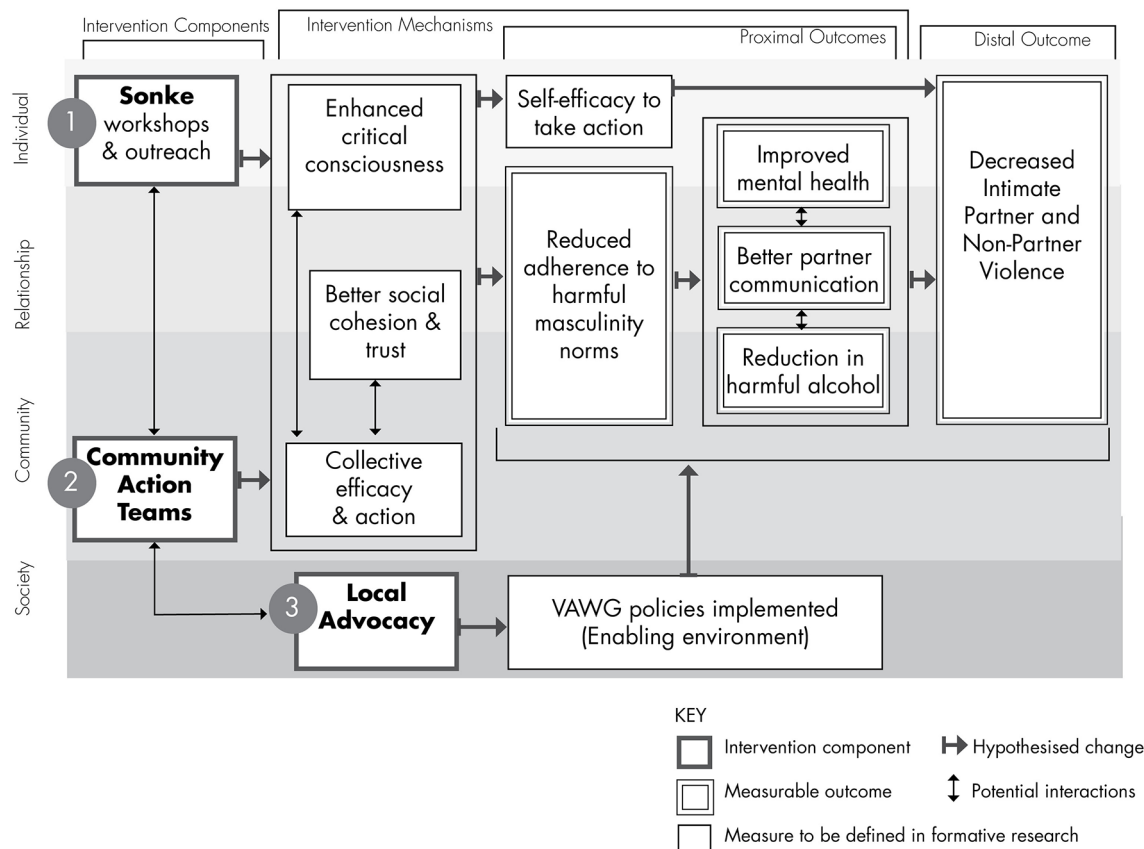 Intervention Components
Intervention Mechanisms
Proximal Outcomes
Distal Outcome
Individual
Relationship
Community
Society
1
Sonke
workshops
& outreach
2
Community
Action
Teams
3
Local
Advocacy
Enhanced
critical
consciousness
Better social
cohesion &
trust
Collective
efficacy
& action
Self-efficacy to
take action
Reduced
adherence to
harmful
masculinity
norms
Improved
mental health
Better partner
communication
Reduction in
harmful alcohol
Decreased
Intimate
Partner and
Non-Partner
Violence
VAWG policies implemented
(Enabling environment)
KEY
Intervention component
Hypothesised change
Measurable outcome
Potential interactions
Measure to be defined in formative research